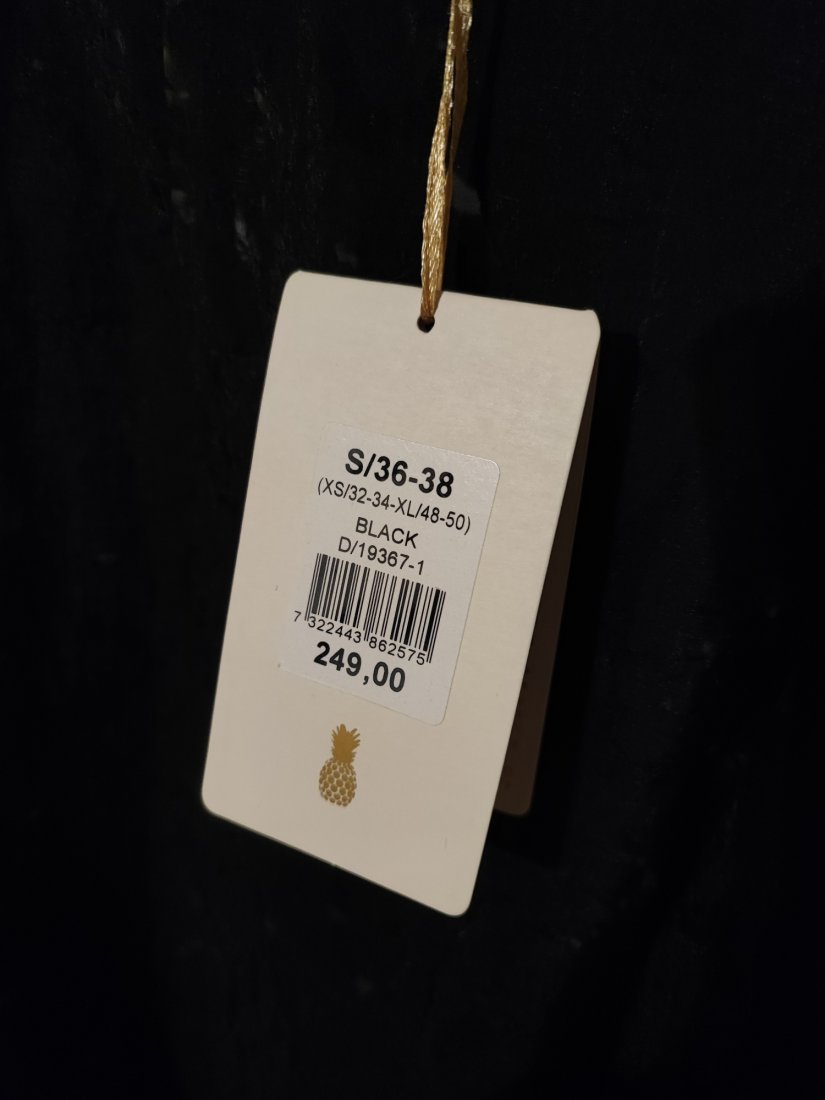 S/36-38
(XS/32-34-XL/48-50)
BLACK
D/19367-1
7 322443 862575
249,00